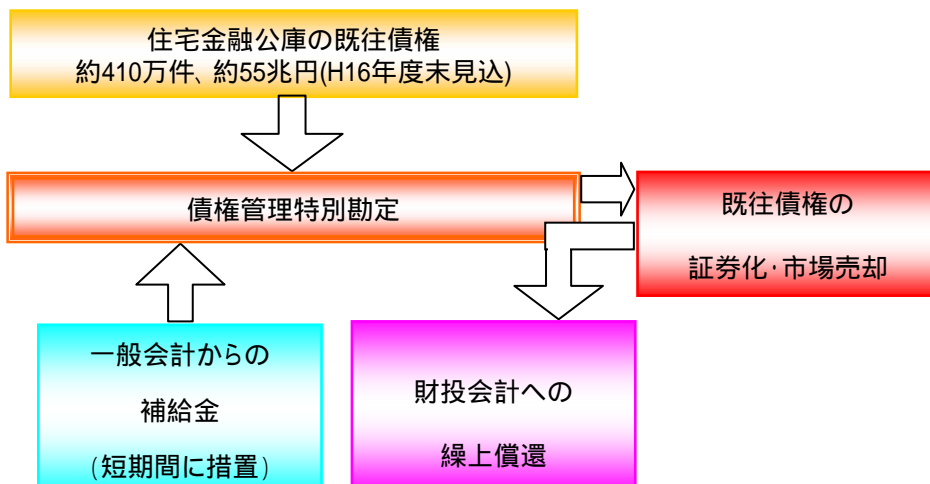 住宅金融公庫の既往債権
約410万件、約55兆円(H16年度末見込)
債権管理特別勘定
既往債権の
証券化・市場売却
一般会計からの
補給金
(短期間に措置)
財投会計への
繰上償還